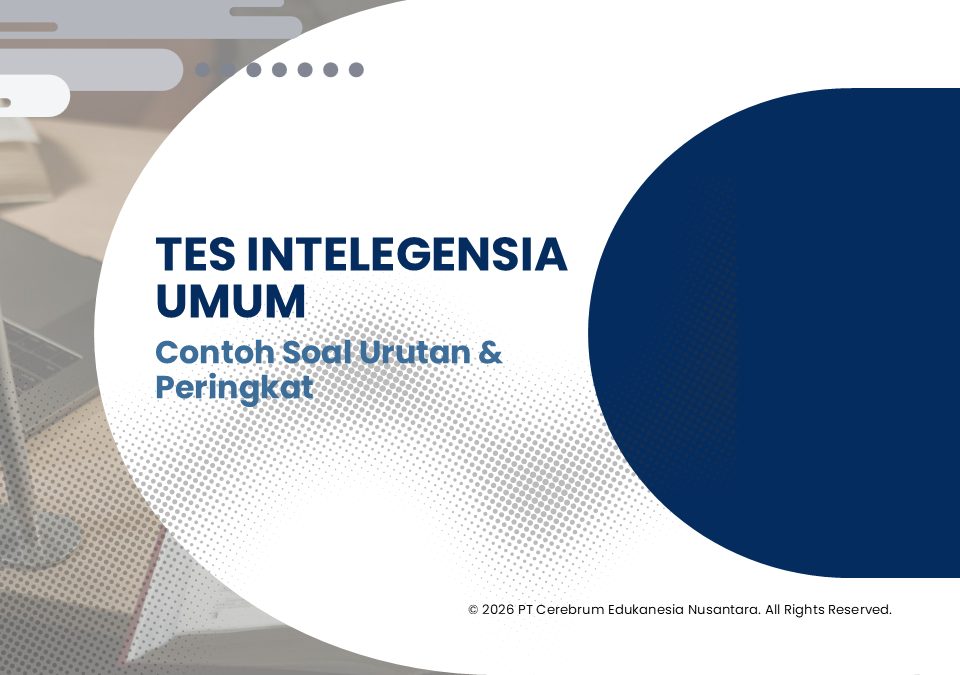 TES INTELEGENSIA
UMUM
Contoh Soal Urutan &
Peringkat
© 2026 PT Cerebrum Edukanesia Nusantara. All Rights Reserved.